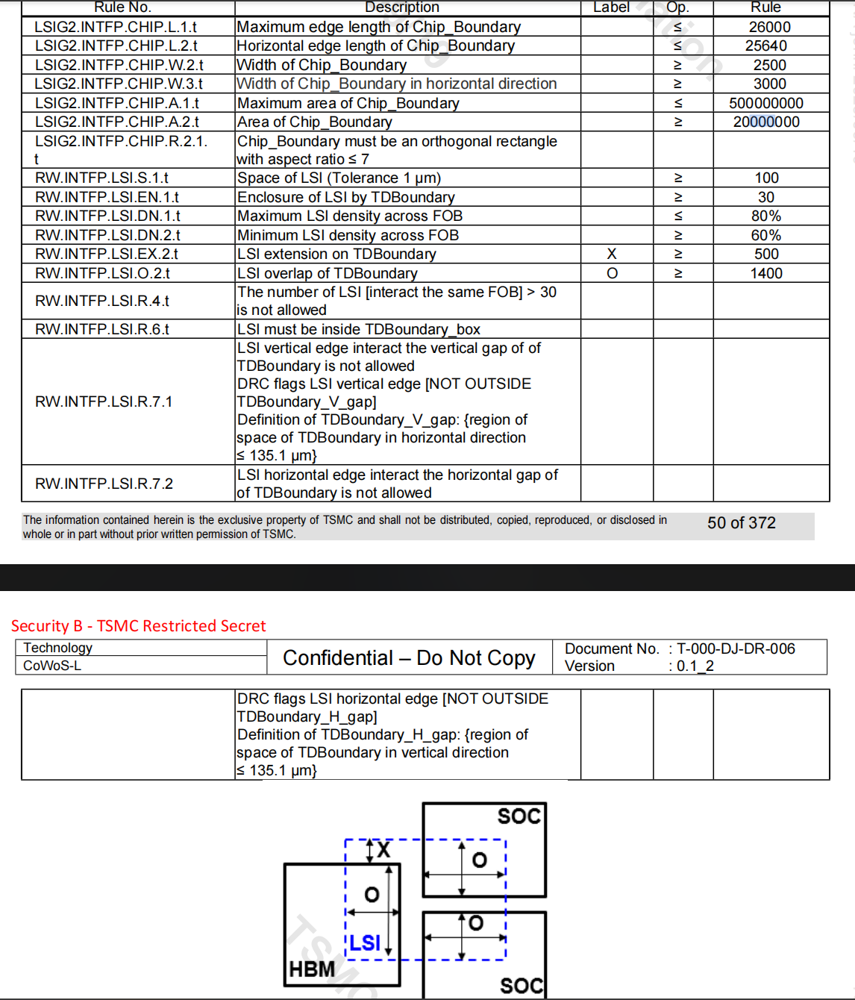 Rule No. Description Label Op. Rule
LSIG2.INTFP.CHIP.L.1.t Maximum edge length of Chip_Boundary ≤ 26000
LSIG2.INTFP.CHIP.L.2.t Horizontal edge length of Chip_Boundary ≤ 25640
LSIG2.INTFP.CHIP.W.2.t Width of Chip_Boundary ≥ 2500
LSIG2.INTFP.CHIP.W.3.t Width of Chip_Boundary in horizontal direction ≥ 3000
LSIG2.INTFP.CHIP.A.1.t Maximum area of Chip_Boundary ≤ 500000000
LSIG2.INTFP.CHIP.A.2.t Area of Chip_Boundary ≥ 20000000
LSIG2.INTFP.CHIP.R.2.1. Chip_Boundary must be an orthogonal rectangle
t with aspect ratio ≤ 7
RW.INTFP.LSI.S.1.t Space of LSI (Tolerance 1 µm) ≥ 100
RW.INTFP.LSI.EN.1.t Enclosure of LSI by TDBoundary ≥ 30
RW.INTFP.LSI.DN.1.t Maximum LSI density across FOB ≤ 80%
RW.INTFP.LSI.DN.2.t Minimum LSI density across FOB ≥ 60%
RW.INTFP.LSI.EX.2.t LSI extension on TDBoundary X ≥ 500
RW.INTFP.LSI.O.2.t LSI overlap of TDBoundary O ≥ 1400
RW.INTFP.LSI.R.4.t The number of LSI [interact the same FOB] > 30
is not allowed
RW.INTFP.LSI.R.6.t LSI must be inside TDBoundary_box
RW.INTFP.LSI.R.7.1 LSI vertical edge interact the vertical gap of of
TDBoundary is not allowed
DRC flags LSI vertical edge [NOT OUTSIDE
TDBoundary_V_gap]
Definition of TDBoundary_V_gap: {region of
space of TDBoundary in horizontal direction
≤ 135.1 µm}
RW.INTFP.LSI.R.7.2 LSI horizontal edge interact the horizontal gap of
of TDBoundary is not allowed
The information contained herein is the exclusive property of TSMC and shall not be distributed, copied, reproduced, or disclosed in
whole or in part without prior written permission of TSMC.
50 of 372
Security B - TSMC Restricted Secret
Technology
CoWoS-L
Confidential – Do Not Copy
Document No. : T-000-DJ-DR-006
Version : 0.1_2
DRC flags LSI horizontal edge [NOT OUTSIDE
TDBoundary_H_gap]
Definition of TDBoundary_H_gap: {region of
space of TDBoundary in vertical direction
≤ 135.1 µm}
SOC
X
O
O
O
LSI
HBM
SOC